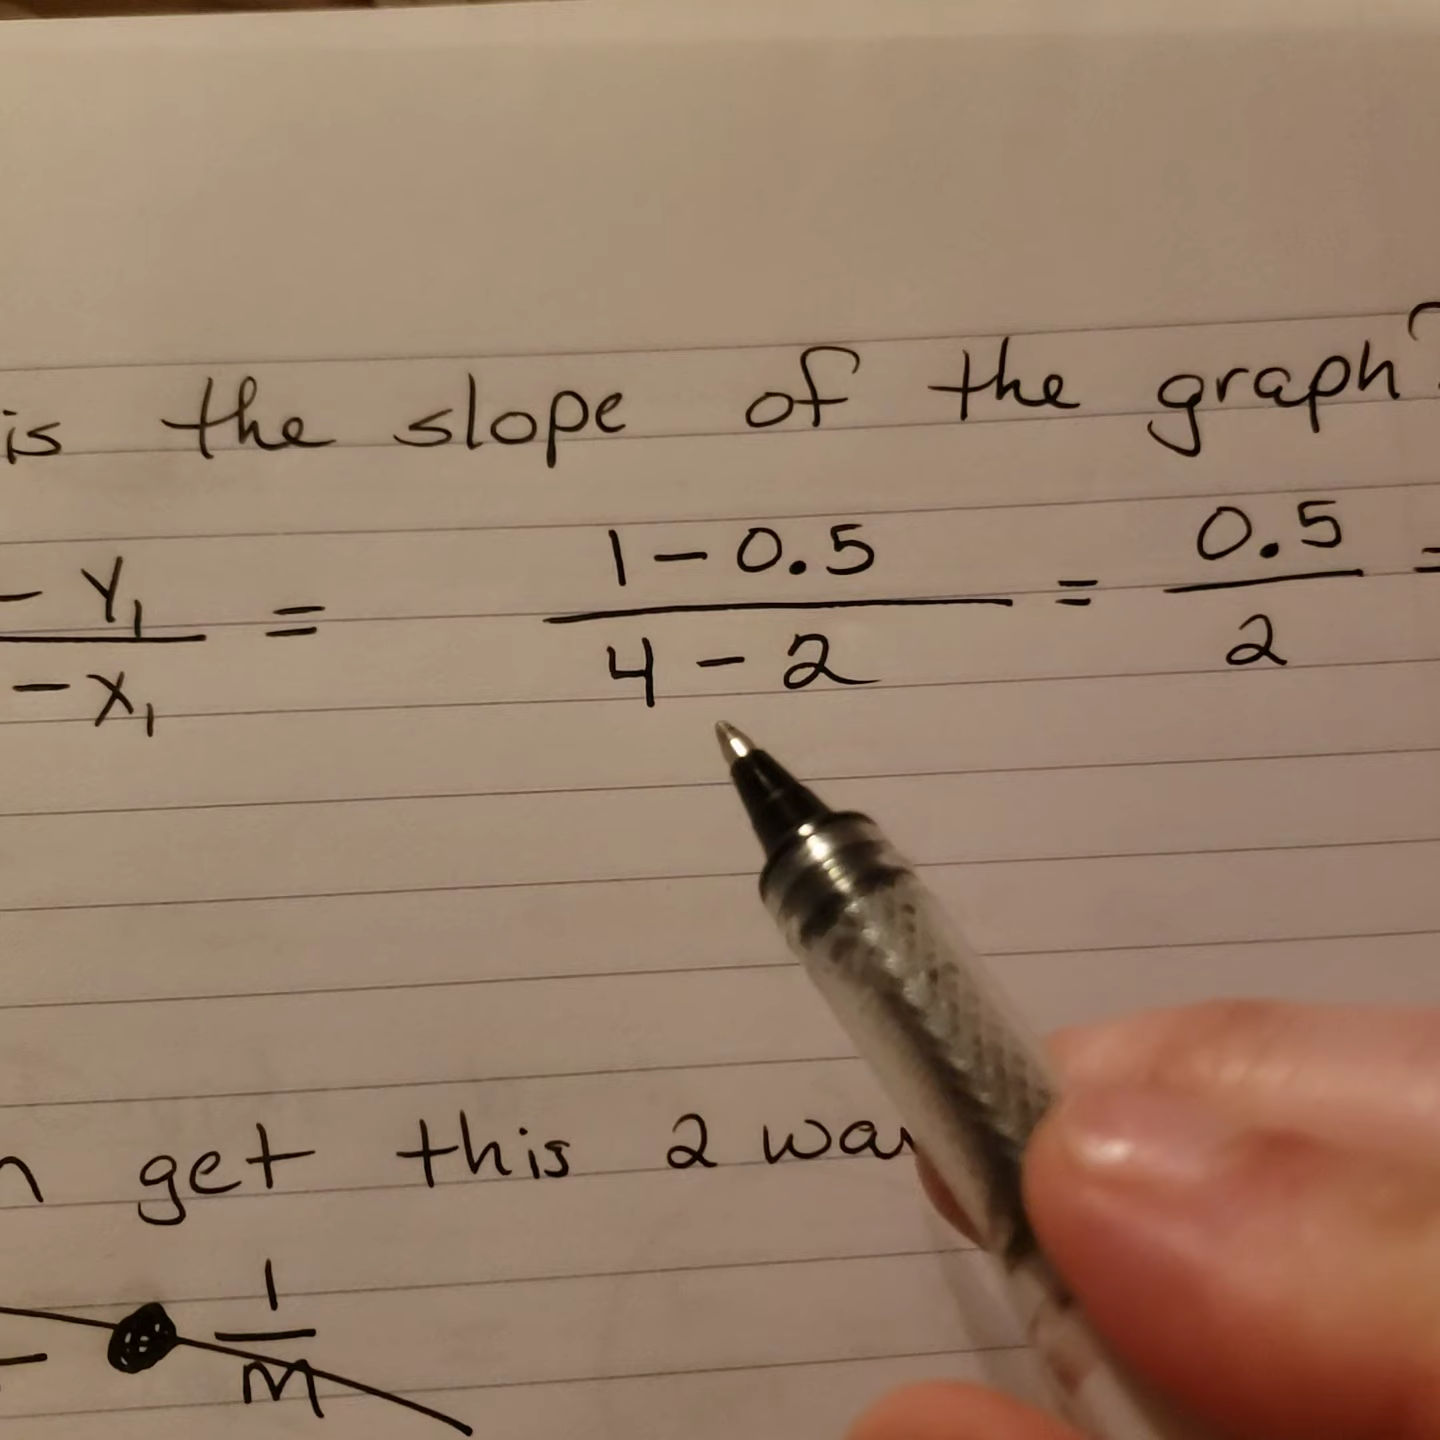 is the slope of the graph?
- Y₁ = 1 - 0.5 = 0.5 =
- X₁ 4 - 2 2
get this 2
1
M